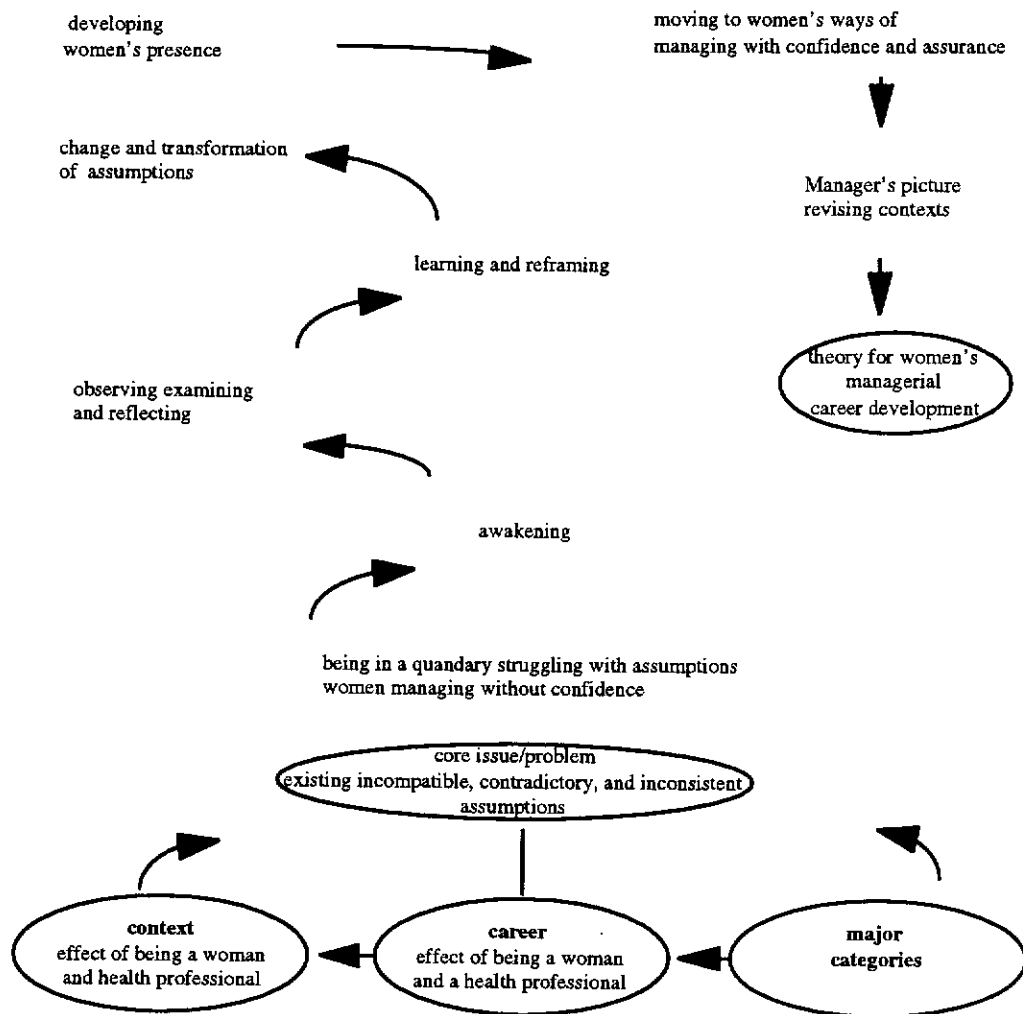 developing
women's presence
moving to women's ways of
managing with confidence and assurance
change and transformation
of assumptions
Manager's picture
revising contexts
learning and reframing
theory for women's
managerial
career development
observing examining
and reflecting
awakening
being in a quandary struggling with assumptions
women managing without confidence
core issue/problem
existing incompatible, contradictory, and inconsistent
assumptions
context
effect of being a woman
and health professional
career
effect of being a woman
and a health professional
major
categories